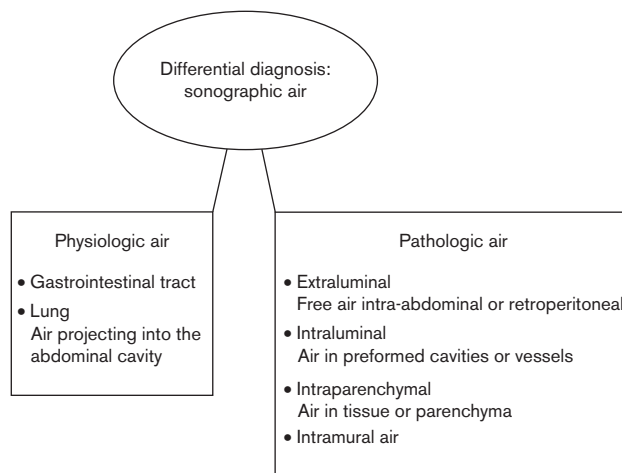 Differential diagnosis:
sonographic air
Physiologic air
• Gastrointestinal tract
• Lung
Air projecting into the
abdominal cavity
Pathologic air
• Extraluminal
Free air intra-abdominal or retroperitoneal
• Intraluminal
Air in preformed cavities or vessels
• Intraparenchymal
Air in tissue or parenchyma
• Intramural air